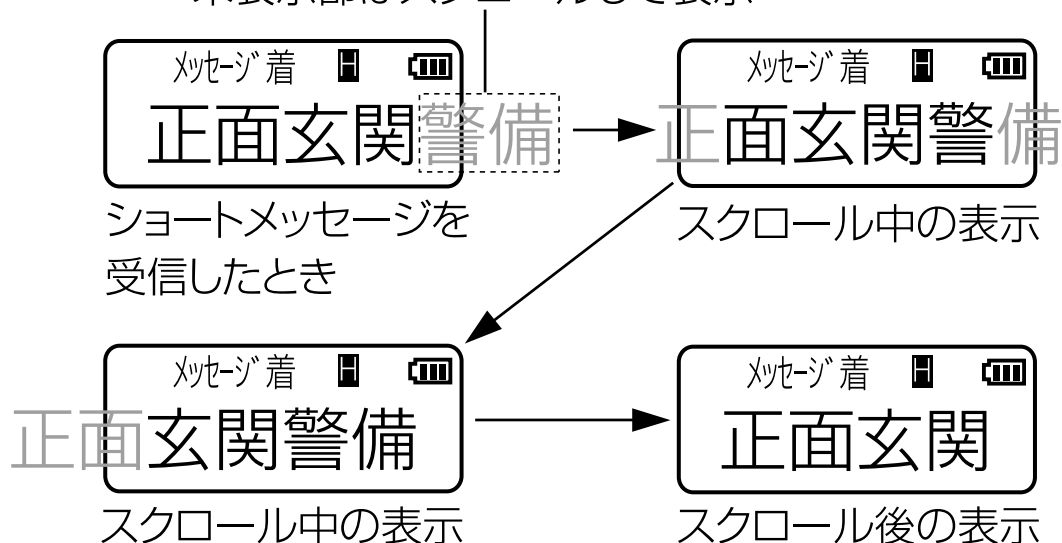 未表示部はスクロールして表示
メッセージ着
正面玄関警備
ショートメッセージを
受信したとき
メッセージ着
正面玄関警備
スクロール中の表示
メッセージ着
正面玄関警備
スクロール中の表示
メッセージ着
正面玄関
スクロール後の表示